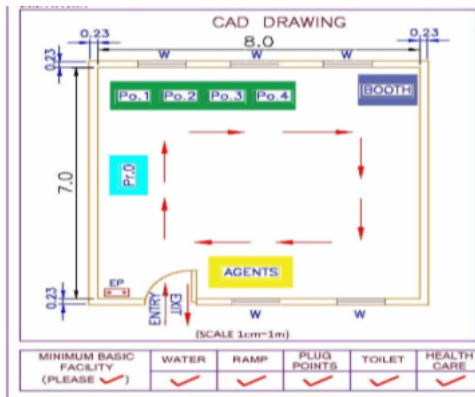 CAD DRAWING
0.23
8.0
0.23
W
W
W
0.23
Po.1
Po.2
Po.3
Po.4
BOOTH
7.0
Pr.0
AGENTS
EP
0.23
ENTRY
EXIT
W
W
(SCALE 1cm-1m)
MINIMUM BASIC
FACILITY
(PLEASE ✓)
WATER
RAMP
PLUG
POINTS
TOILET
HEALTH
CARE